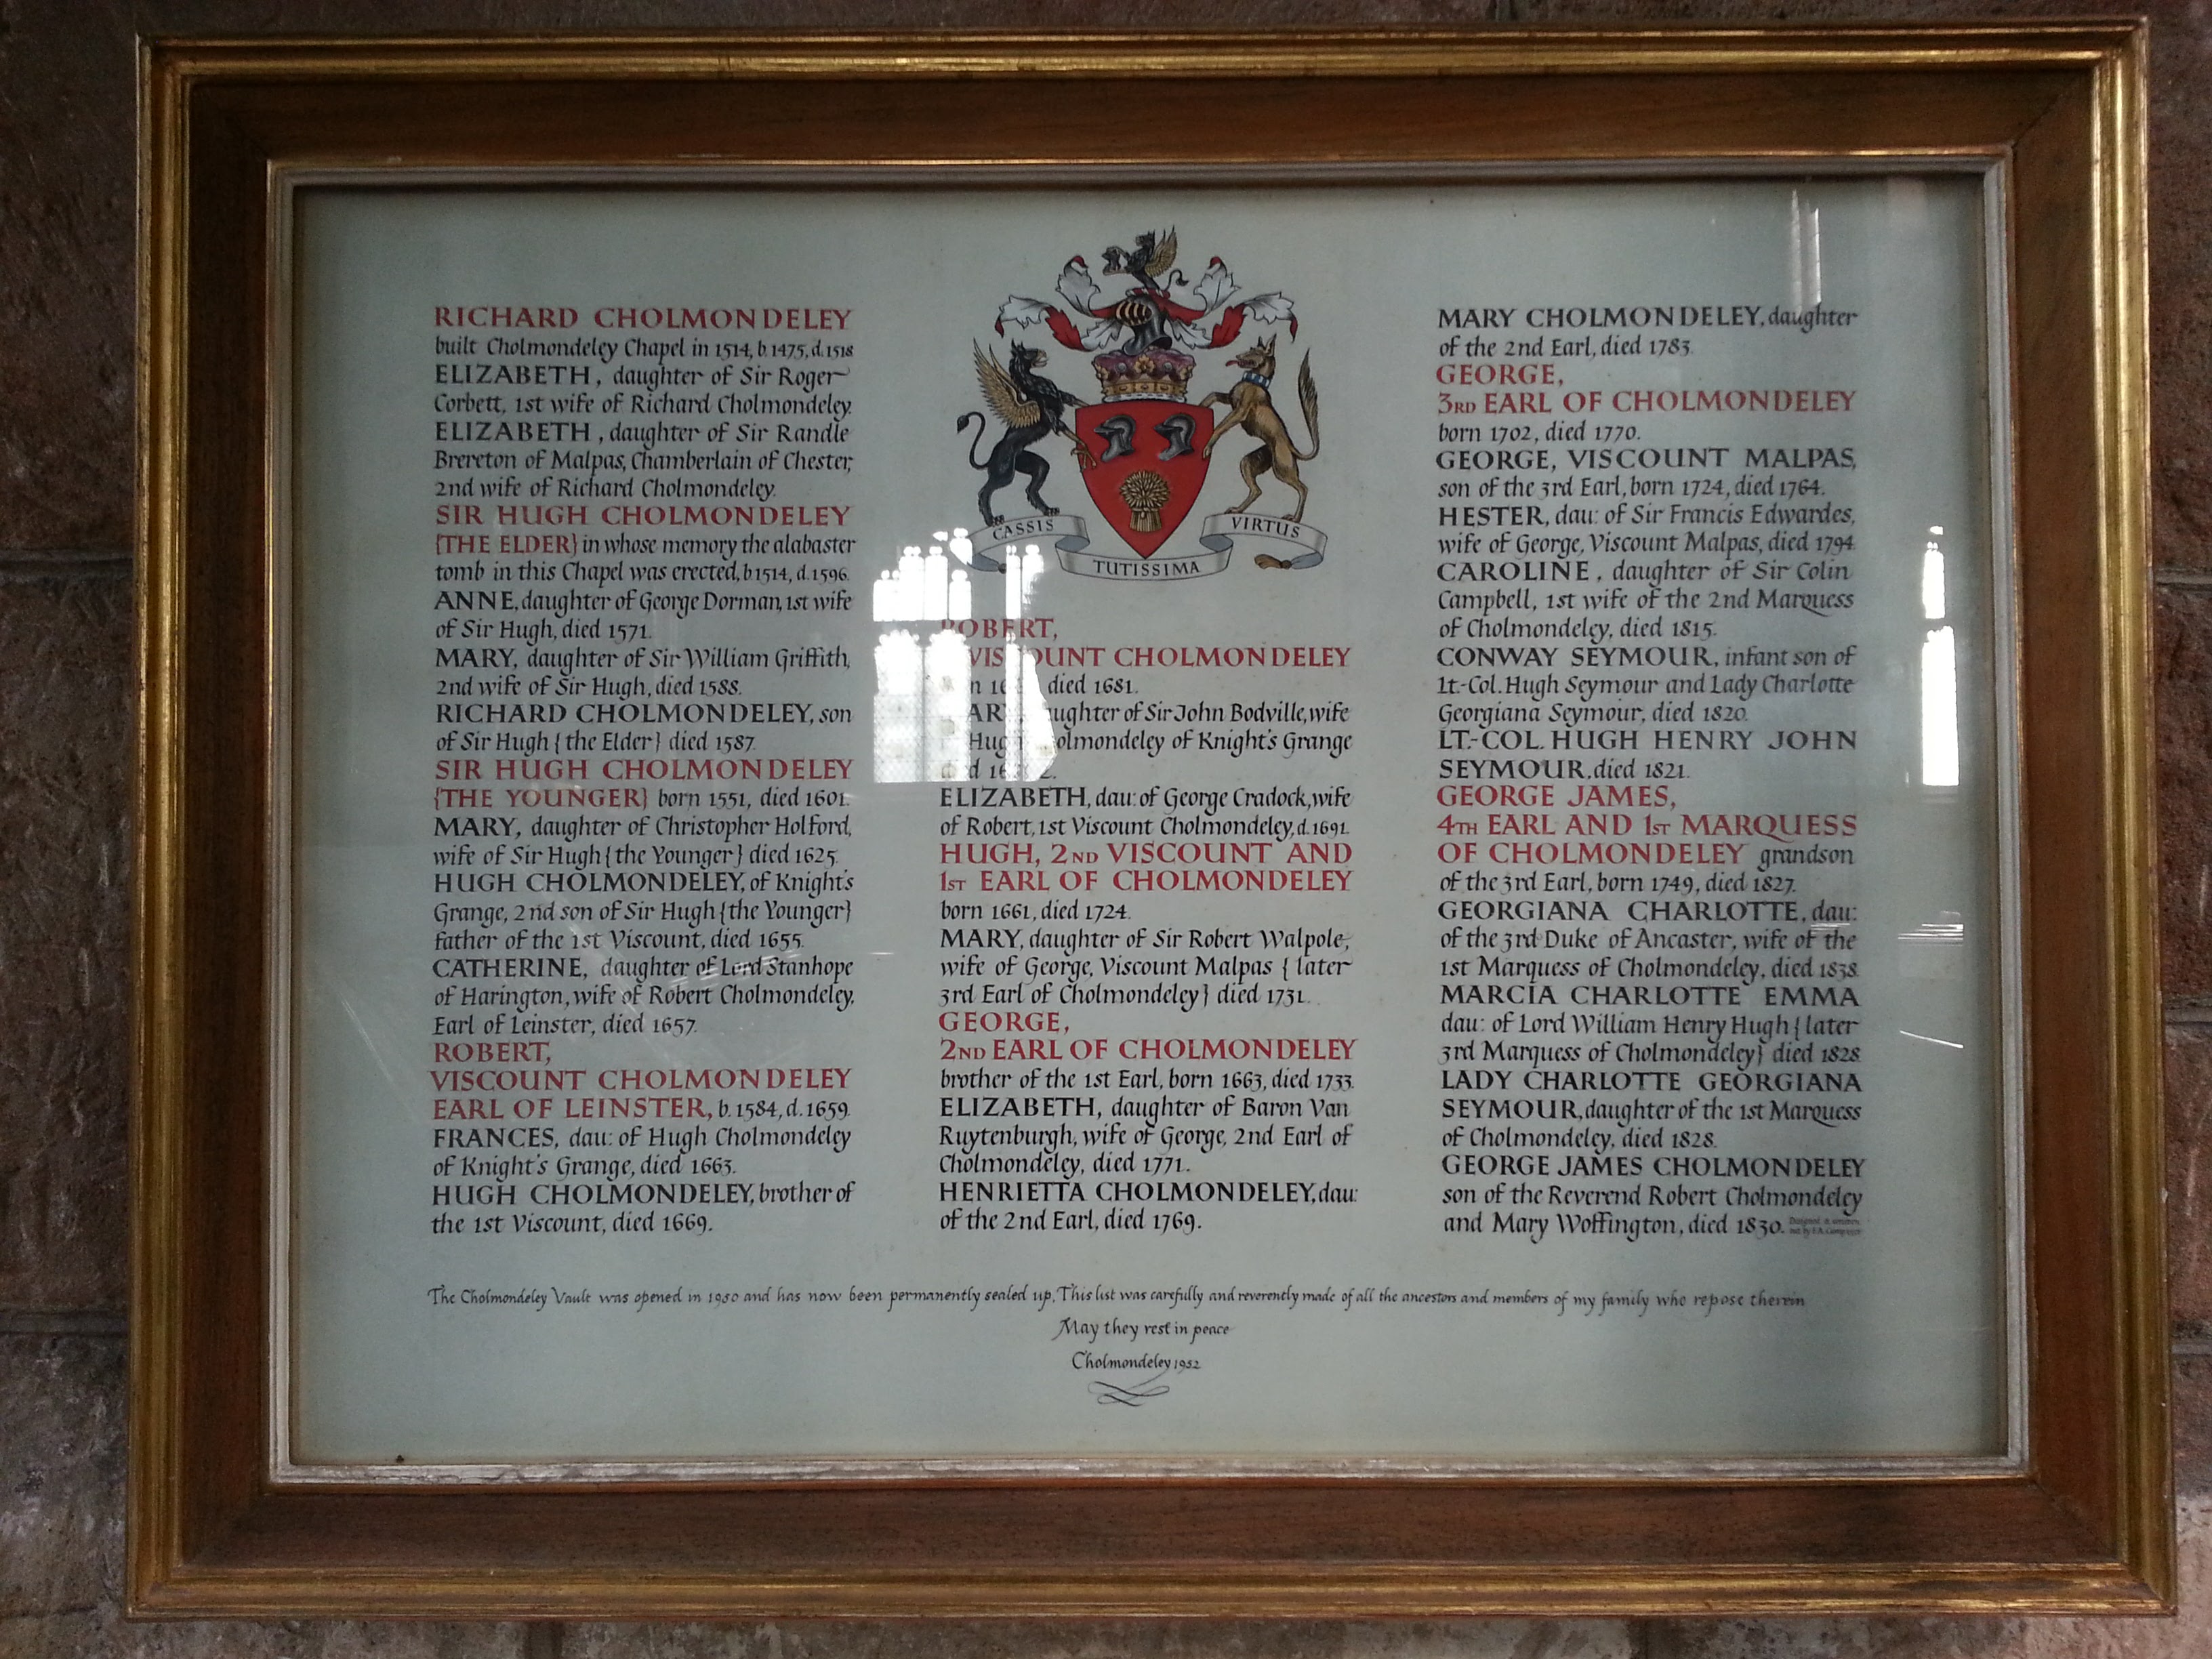 RICHARD CHOLMONDELEY
built Cholmondeley Chapel in 1514, b. 1475, d. 1518
ELIZABETH, daughter of Sir Roger
Corbett, 1st wife of Richard Cholmondeley.
ELIZABETH, daughter of Sir Randle
Brereton of Malpas, Chamberlain of Chester,
2nd wife of Richard Cholmondeley.
SIR HUGH CHOLMONDELEY
{THE ELDER} in whose memory the alabaster
tomb in this Chapel was erected, b. 1514, d. 1596.
ANNE, daughter of George Dorman, 1st wife
of Sir Hugh, died 1571.
MARY, daughter of Sir William Griffith,
2nd wife of Sir Hugh, died 1588.
RICHARD CHOLMONDELEY, son
of Sir Hugh {the Elder} died 1587.
SIR HUGH CHOLMONDELEY
{THE YOUNGER} born 1551, died 1601.
MARY, daughter of Christopher Holford,
wife of Sir Hugh {the Younger} died 1625.
HUGH CHOLMONDELEY, of Knight's
Grange, 2nd son of Sir Hugh {the Younger}
father of the 1st Viscount, died 1655.
CATHERINE, daughter of Lord Stanhope
of Harington, wife of Robert Cholmondeley,
Earl of Leinster, died 1657.
ROBERT,
VISCOUNT CHOLMONDELEY
EARL OF LEINSTER, b. 1584, d. 1659.
FRANCES, dau: of Hugh Cholmondeley
of Knight's Grange, died 1663.
HUGH CHOLMONDELEY, brother of
the 1st Viscount, died 1669.
CASSIS TUTISSIMA VIRTUS
ROBERT,
VISCOUNT CHOLMONDELEY
died 1681.
daughter of Sir John Bodville, wife
Hugh Cholmondeley of Knight's Grange
ELIZABETH, dau: of George Cradock, wife
of Robert, 1st Viscount Cholmondeley, d. 1691.
HUGH, 2ND VISCOUNT AND
1ST EARL OF CHOLMONDELEY
born 1661, died 1724.
MARY, daughter of Sir Robert Walpole,
wife of George, Viscount Malpas {later
3rd Earl of Cholmondeley} died 1731.
GEORGE,
2ND EARL OF CHOLMONDELEY
brother of the 1st Earl, born 1663, died 1733.
ELIZABETH, daughter of Baron Van
Ruytenburgh, wife of George, 2nd Earl of
Cholmondeley, died 1771.
HENRIETTA CHOLMONDELEY, dau:
of the 2nd Earl, died 1769.
MARY CHOLMONDELEY, daughter
of the 2nd Earl, died 1783.
GEORGE,
3RD EARL OF CHOLMONDELEY
born 1702, died 1770.
GEORGE, VISCOUNT MALPAS,
son of the 3rd Earl, born 1724, died 1764.
HESTER, dau: of Sir Francis Edwardes,
wife of George, Viscount Malpas, died 1794.
CAROLINE, daughter of Sir Colin
Campbell, 1st wife of the 2nd Marquess
of Cholmondeley, died 1815.
CONWAY SEYMOUR, infant son of
Lt.-Col. Hugh Seymour and Lady Charlotte
Georgiana Seymour, died 1820.
LT.-COL. HUGH HENRY JOHN
SEYMOUR, died 1821.
GEORGE JAMES,
4TH EARL AND 1ST MARQUESS
OF CHOLMONDELEY grandson
of the 3rd Earl, born 1749, died 1827.
GEORGIANA CHARLOTTE, dau:
of the 3rd Duke of Ancaster, wife of the
1st Marquess of Cholmondeley, died 1838.
MARCIA CHARLOTTE EMMA
dau: of Lord William Henry Hugh {later
3rd Marquess of Cholmondeley} died 1828
LADY CHARLOTTE GEORGIANA
SEYMOUR, daughter of the 1st Marquess
of Cholmondeley, died 1828.
GEORGE JAMES CHOLMONDELEY
son of the Reverend Robert Cholmondeley
and Mary Woffington, died 1830.
The Cholmondeley Vault was opened in 1950 and has now been permanently sealed up. This list was carefully and reverently made of all the ancestors and members of my family who repose therein
May they rest in peace
Cholmondeley 1952